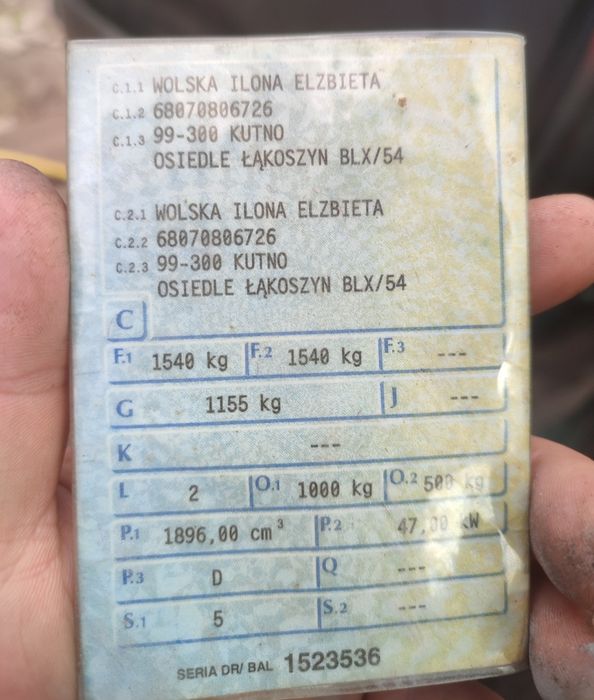 C.1.1 WOLSKA ILONA ELZBIETA
C.1.2 68070806726
C.1.3 99-300 KUTNO
OSIEDLE ŁĄKOSZYN BLX/54
C.2.1 WOLSKA ILONA ELZBIETA
C.2.2 68070806726
C.2.3 99-300 KUTNO
OSIEDLE ŁĄKOSZYN BLX/54
C
F.1 1540 kg F.2 1540 kg F.3 ---
G 1155 kg J ---
K ---
L 2 O.1 1000 kg O.2 500 kg
P.1 1896,00 cm³ P.2 47,00 kW
P.3 D Q ---
S.1 5 S.2 ---
SERIA DR/ BAL 1523536